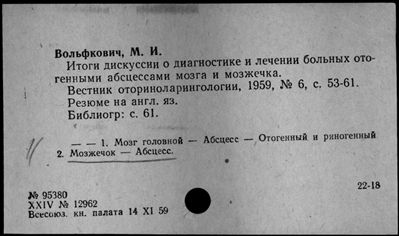 Вольфкович, М. И.
Итоги дискуссии о диагностике и лечении больных ото-
генными абсцессами мозга и мозжечка.
Вестник оториноларингологии, 1959, № 6, с. 53-61.
Резюме на англ. яз.
Библиогр: с. 61.
— — 1. Мозг головной — Абсцесс — Отогенный и риногенный
2. Мозжечок — Абсцесс.
№ 95380
22-18
XXIV № 12962
Всесоюз. кн. палата 14 XI 59